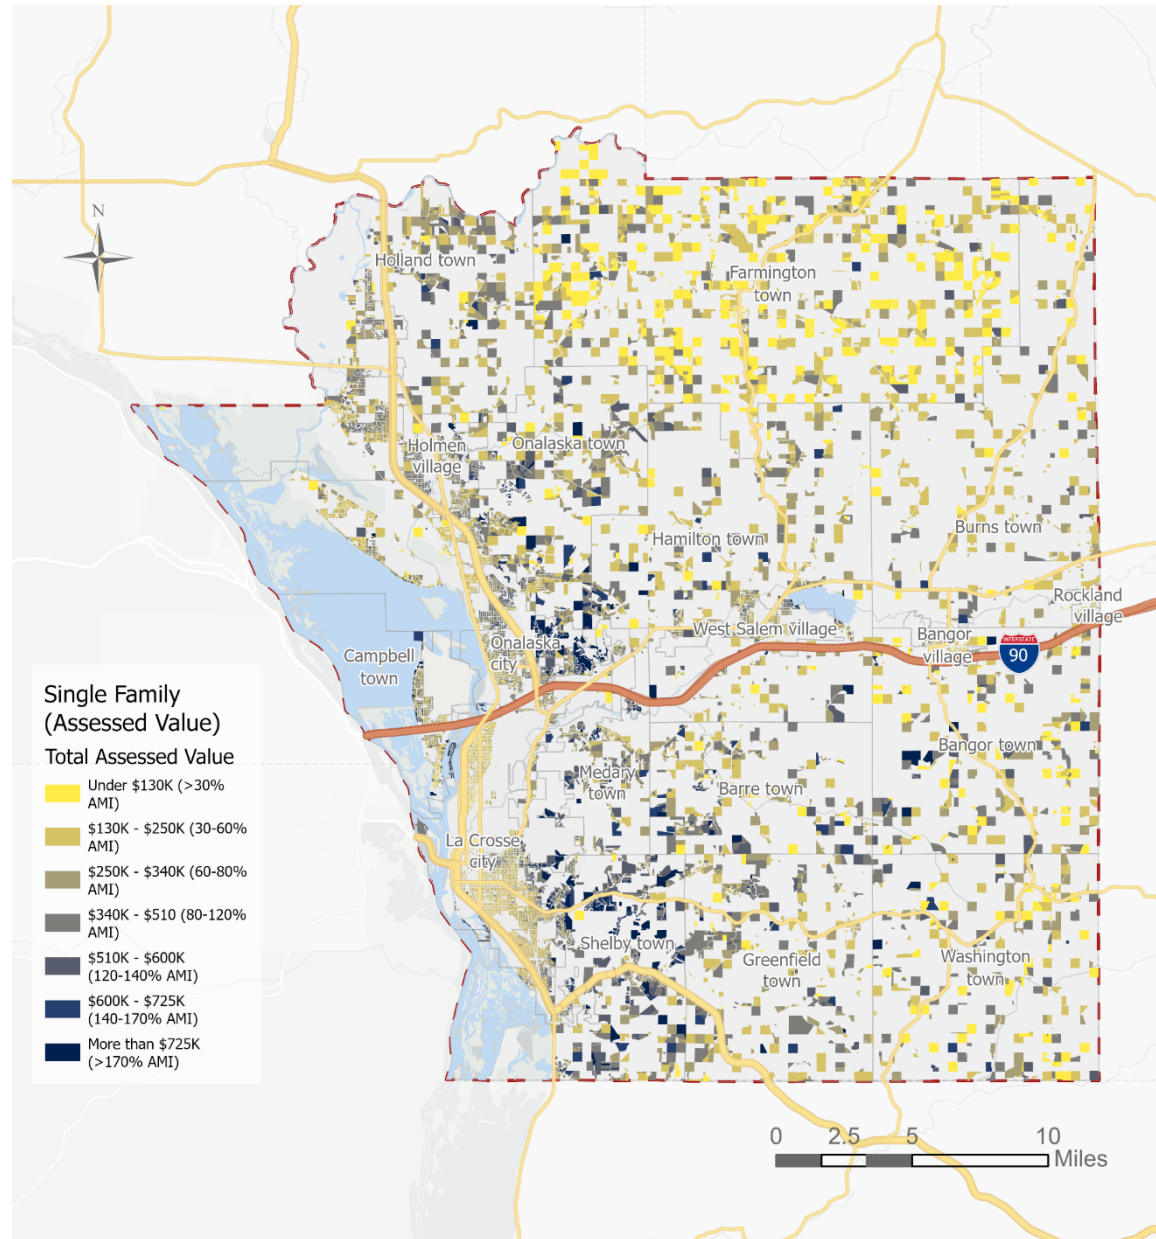 N
Holland town
Farmington
town
Holmen
village
Onalaska town
Hamilton town
Burns town
Rockland
village
West Salem village
Bangor
village
INTERSTATE
90
Onalaska
city
Campbell
town
Single Family
(Assessed Value)
Total Assessed Value
Under $130K (>30%
AMI)
$130K - $250K (30-60%
AMI)
$250K - $340K (60-80%
AMI)
$340K - $510 (80-120%
AMI)
$510K - $600K
(120-140% AMI)
$600K - $725K
(140-170% AMI)
More than $725K
(>170% AMI)
Bangor town
Medary
town
Barre town
La Crosse
city
Shelby town
Greenfield
town
Washington
town
0 2.5 5 10
Miles